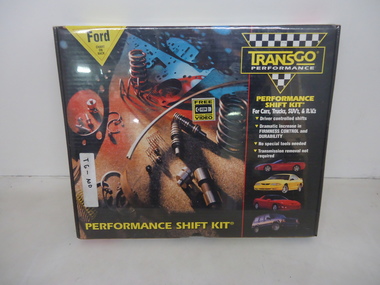 Ford
TRANSGO
PERFORMANCE
PERFORMANCE
SHIFT KIT®
For Cars, Trucks, SUVs, & R.V.s
Driver controlled shifts
Dramatic increase in
FIRMNESS CONTROL and
DURABILITY
No special tools needed
Transmission removal not
required
FREE
VIDEO
PERFORMANCE SHIFT KIT®